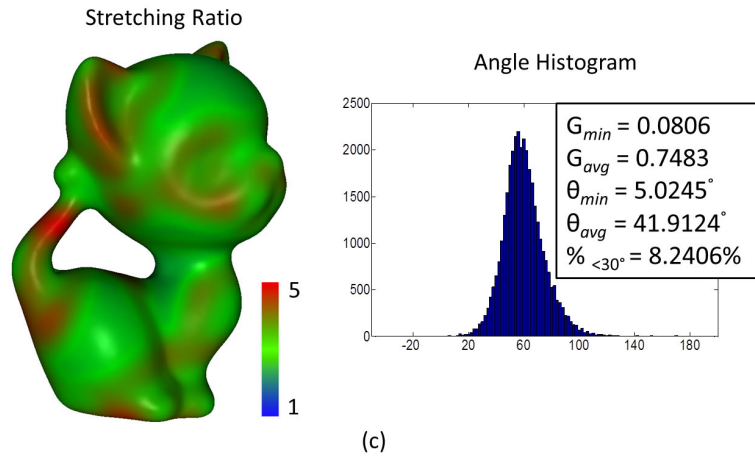 Stretching Ratio
5
1
Angle Histogram
2500
2000
1500
1000
500
0
-20
20
60
100
140
180
G_min = 0.0806
G_avg = 0.7483
θ_min = 5.0245°
θ_avg = 41.9124°
% <30° = 8.2406%
(c)